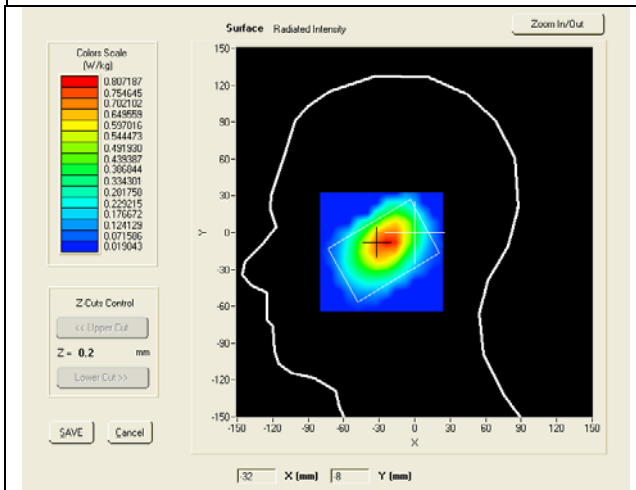 Surface Radiated Intensity
Zoom In/Out
Colors Scale
(W/kg)
0.807187
0.754645
0.702102
0.649559
0.597016
0.544473
0.491930
0.439387
0.386844
0.334301
0.281758
0.229215
0.176672
0.124129
0.071586
0.019043
Z-Cuts Control
<< Upper Cut
Z = 0.2 mm
Lower Cut >>
SAVE Cancel
150
120
90
60
30
0
-30
-60
-90
-120
-150
Y
-150 -120 -90 -60 -30 0 30 60 90 120 150
X
-32 X (mm) -8 Y (mm)